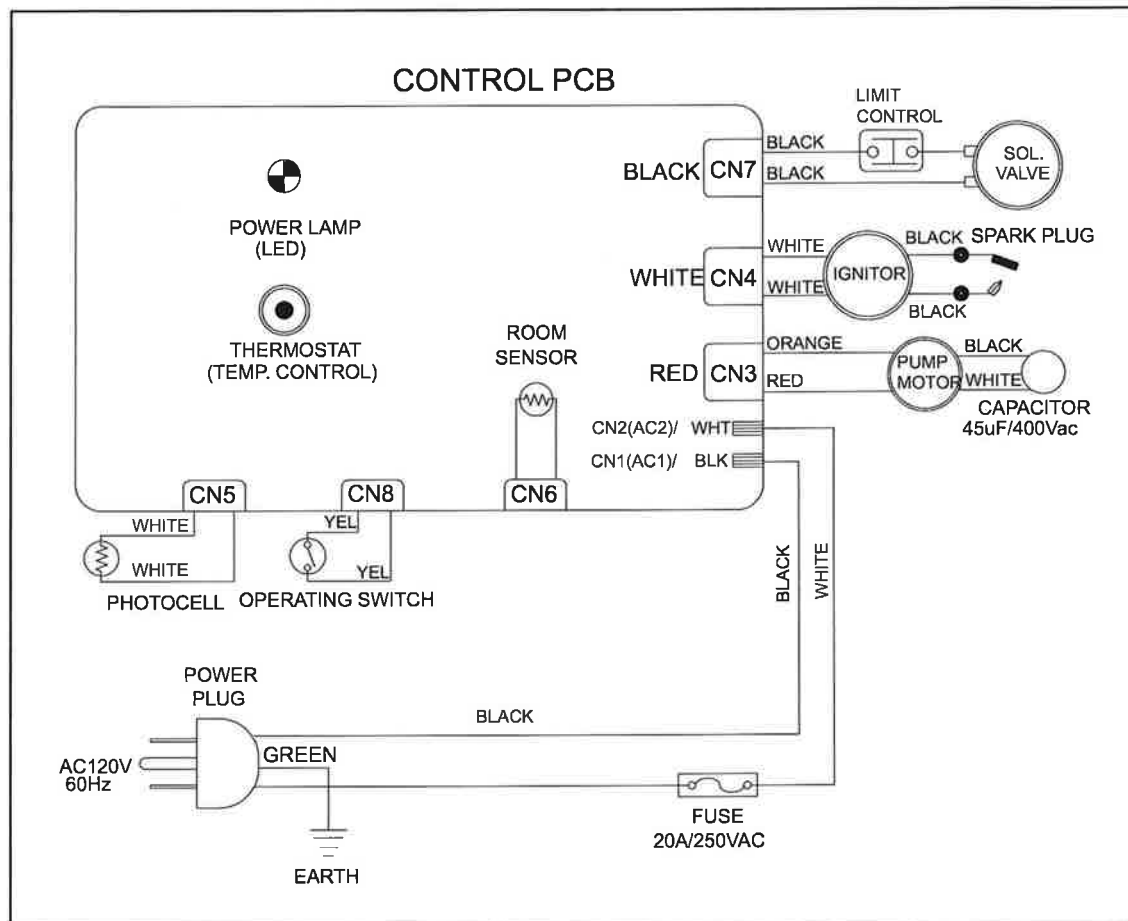 CONTROL PCB
LIMIT
CONTROL
BLACK
BLACK CN7
BLACK
SOL.
VALVE
POWER LAMP
(LED)
WHITE
BLACK SPARK PLUG
WHITE CN4
IGNITOR
WHITE
BLACK
THERMOSTAT
(TEMP. CONTROL)
ROOM
SENSOR
ORANGE
RED CN3
RED
PUMP
MOTOR
BLACK
WHITE
CAPACITOR
45uF/400Vac
CN2(AC2)/ WHT
CN1(AC1)/ BLK
CN5
CN8
CN6
WHITE
WHITE
PHOTOCELL
YEL
YEL
OPERATING SWITCH
BLACK
WHITE
POWER
PLUG
BLACK
GREEN
AC120V
60Hz
FUSE
20A/250VAC
EARTH